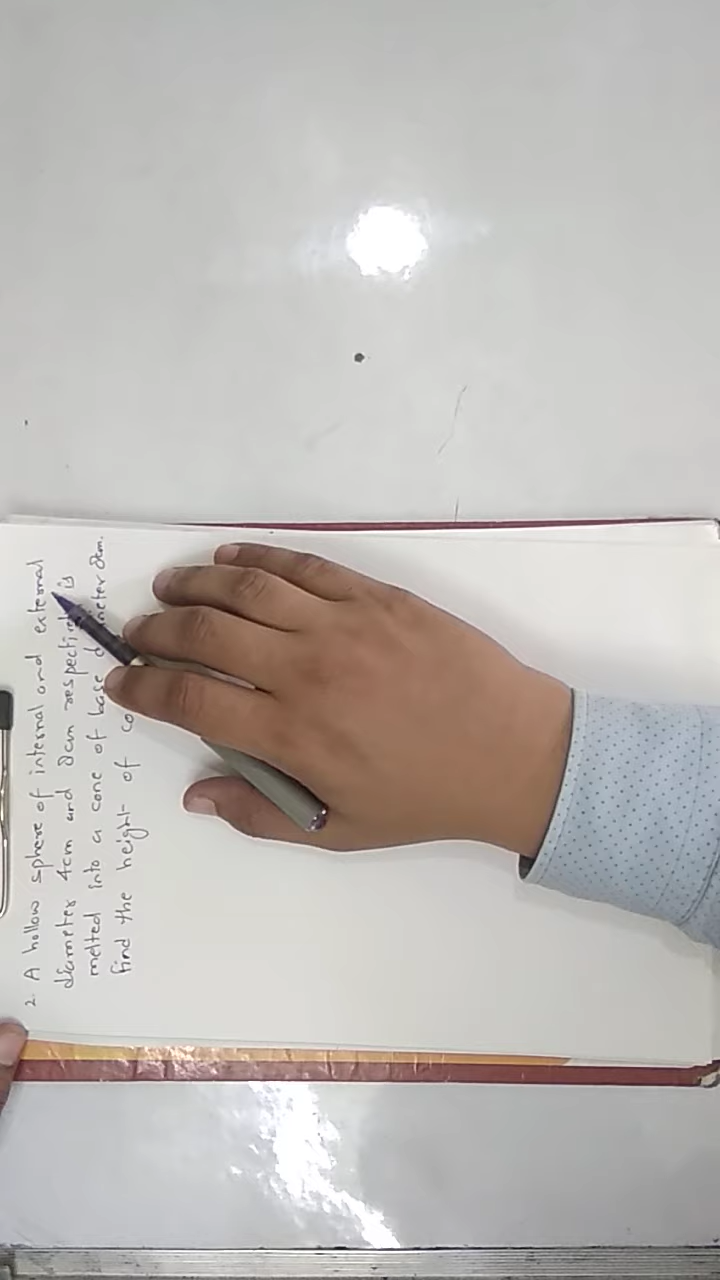 2. A hollow sphere of internal and external
diameter 4cm and 8cm respectively is
melted into a cone of base diameter 8cm.
find the height of